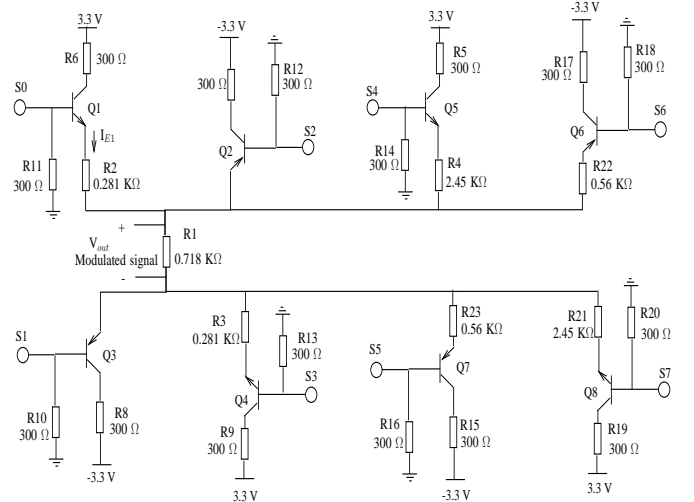 3.3 V
-3.3 V
3.3 V
-3.3 V
R6
300 Ω
300 Ω
R12
300 Ω
R5
300 Ω
R17
300 Ω
R18
300 Ω
S0
Q1
S2
Q2
S4
Q5
S6
Q6
I_E1
R11
300 Ω
R2
0.281 KΩ
R14
300 Ω
R4
2.45 KΩ
R22
0.56 KΩ
+
V_out
Modulated signal
-
R1
0.718 KΩ
S1
Q3
R3
0.281 KΩ
R13
300 Ω
S3
Q4
S5
R23
0.56 KΩ
Q7
R21
2.45 KΩ
R20
300 Ω
S7
Q8
R10
300 Ω
R8
300 Ω
R9
300 Ω
R16
300 Ω
R15
300 Ω
R19
300 Ω
-3.3 V
3.3 V
-3.3 V
3.3 V